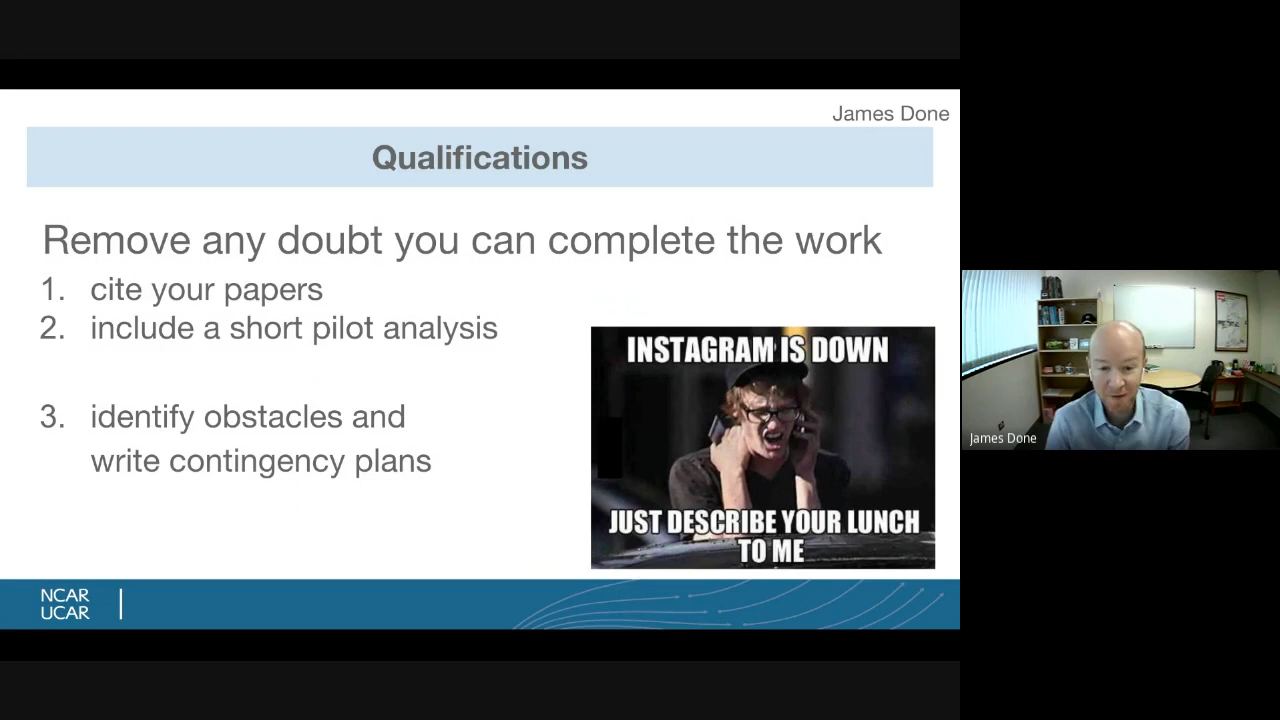 James Done
Qualifications
Remove any doubt you can complete the work
1. cite your papers
2. include a short pilot analysis
3. identify obstacles and
write contingency plans
INSTAGRAM IS DOWN
JUST DESCRIBE YOUR LUNCH
TO ME
NCAR
UCAR
James Done